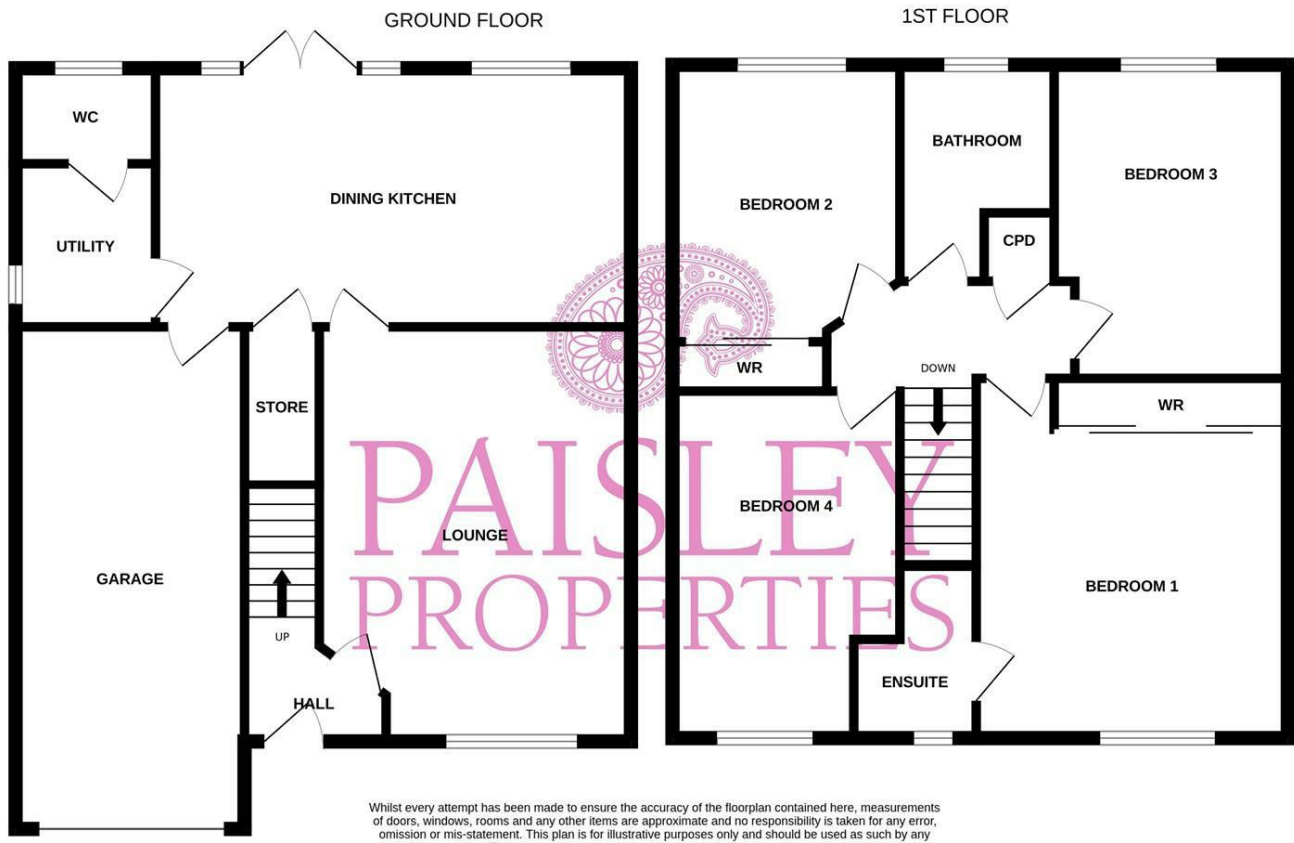 GROUND FLOOR
1ST FLOOR
WC
UTILITY
DINING KITCHEN
STORE
GARAGE
UP
HALL
LOUNGE
BEDROOM 2
BATHROOM
BEDROOM 3
CPD
WR
DOWN
WR
BEDROOM 4
ENSUITE
BEDROOM 1
PAISLEY
PROPERTIES
Whilst every attempt has been made to ensure the accuracy of the floorplan contained here, measurements
of doors, windows, rooms and any other items are approximate and no responsibility is taken for any error,
omission or mis-statement. This plan is for illustrative purposes only and should be used as such by any